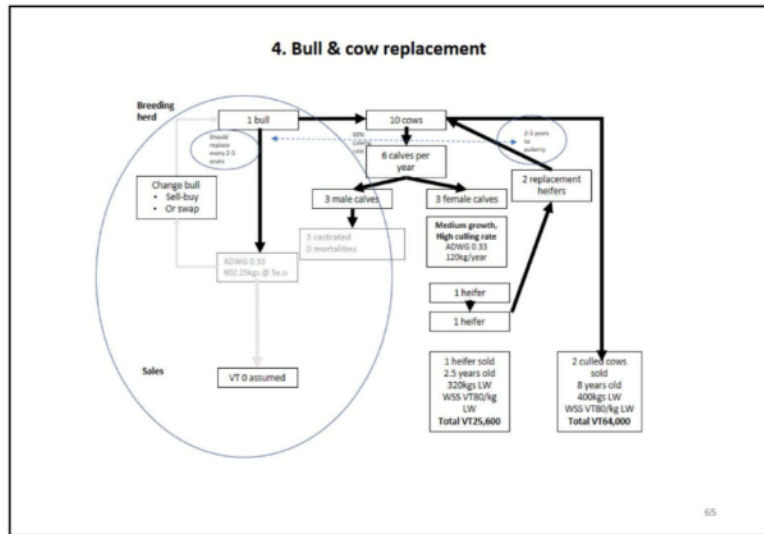 4. Bull & cow replacement
Breeding
herd
1 bull
10 cows
Should
replace
every 2-3
years
60%
calving
rate
2-3 years
to
puberty
6 calves per
year
Change bull
• Sell-buy
• Or swap
2 replacement
heifers
3 male calves
3 female calves
3 castrated
0 mortalities
Medium growth,
High culling rate
ADWG 0.33
120kg/year
ADWG 0.33
602.25kgs @ 5y.o
1 heifer
1 heifer
Sales
VT 0 assumed
1 heifer sold
2.5 years old
320kgs LW
WSS VT80/kg
LW
Total VT25,600
2 culled cows
sold
8 years old
400kgs LW
WSS VT80/kg LW
Total VT64,000
65